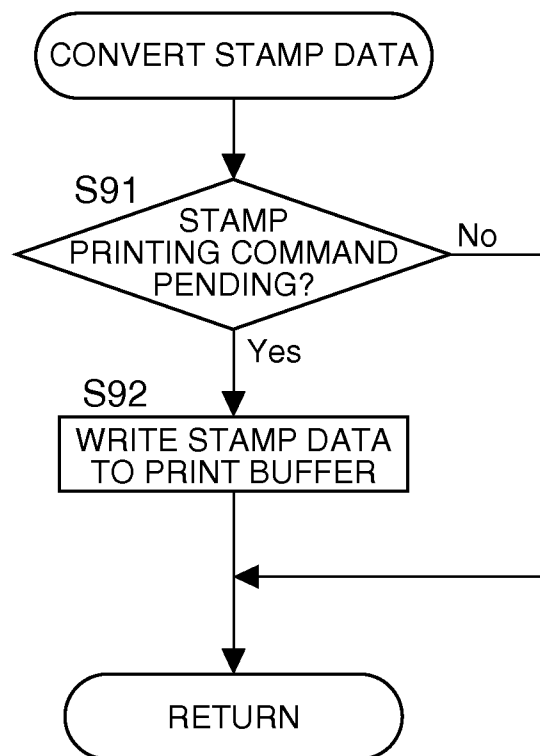 CONVERT STAMP DATA
S91
STAMP
PRINTING COMMAND
PENDING?
No
Yes
S92
WRITE STAMP DATA
TO PRINT BUFFER
RETURN